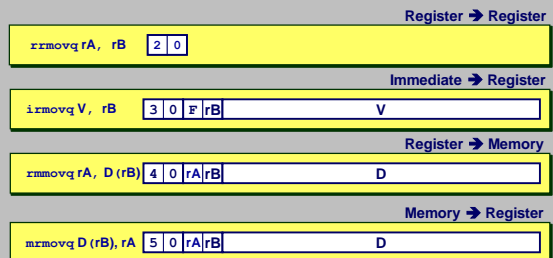 Register ➔ Register
rrmovq rA, rB 2 0
Immediate ➔ Register
irmovq V, rB 3 0 F rB V
Register ➔ Memory
rmmovq rA, D(rB) 4 0 rA rB D
Memory ➔ Register
mrmovq D(rB), rA 5 0 rA rB D